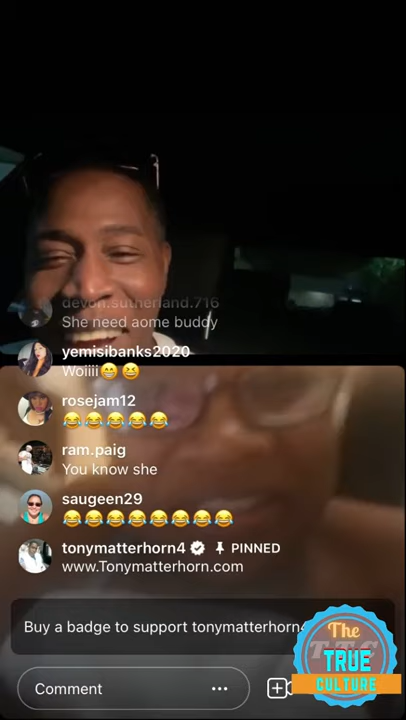 devon.sutherland.716
She need aome buddy
yemisibanks2020
Woiiii😁😆
rosejam12
😂😂😂😂😂
ram.paig
You know she
saugeen29
😂😂😂😂😂😂😂😂
tonymatterhorn4 PINNED
www.Tonymatterhorn.com
Buy a badge to support tonymatterhorn4
Comment
The
TRUE
CULTURE